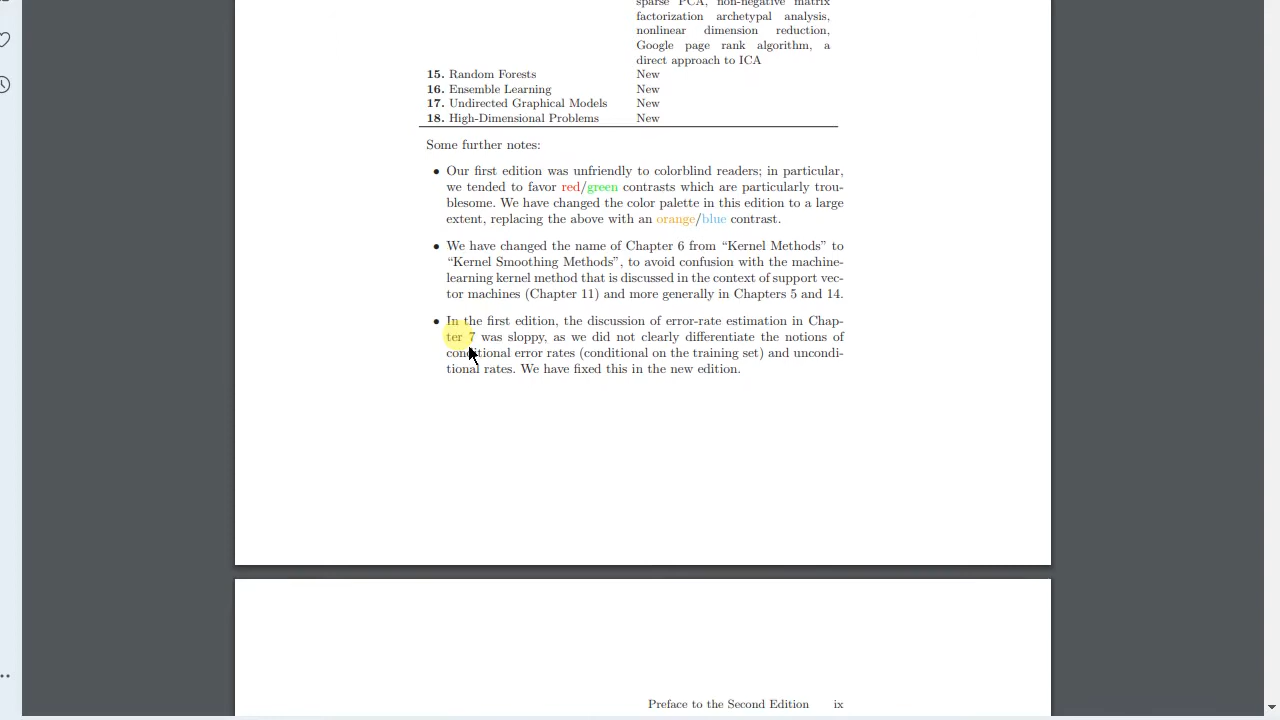 sparse PCA, non-negative matrix
factorization archetypal analysis,
nonlinear dimension reduction,
Google page rank algorithm, a
direct approach to ICA
15. Random Forests New
16. Ensemble Learning New
17. Undirected Graphical Models New
18. High-Dimensional Problems New
Some further notes:
• Our first edition was unfriendly to colorblind readers; in particular,
we tended to favor red/green contrasts which are particularly trou-
blesome. We have changed the color palette in this edition to a large
extent, replacing the above with an orange/blue contrast.
• We have changed the name of Chapter 6 from “Kernel Methods” to
“Kernel Smoothing Methods”, to avoid confusion with the machine-
learning kernel method that is discussed in the context of support vec-
tor machines (Chapter 11) and more generally in Chapters 5 and 14.
• In the first edition, the discussion of error-rate estimation in Chap-
ter 7 was sloppy, as we did not clearly differentiate the notions of
conditional error rates (conditional on the training set) and uncondi-
tional rates. We have fixed this in the new edition.
Preface to the Second Edition ix